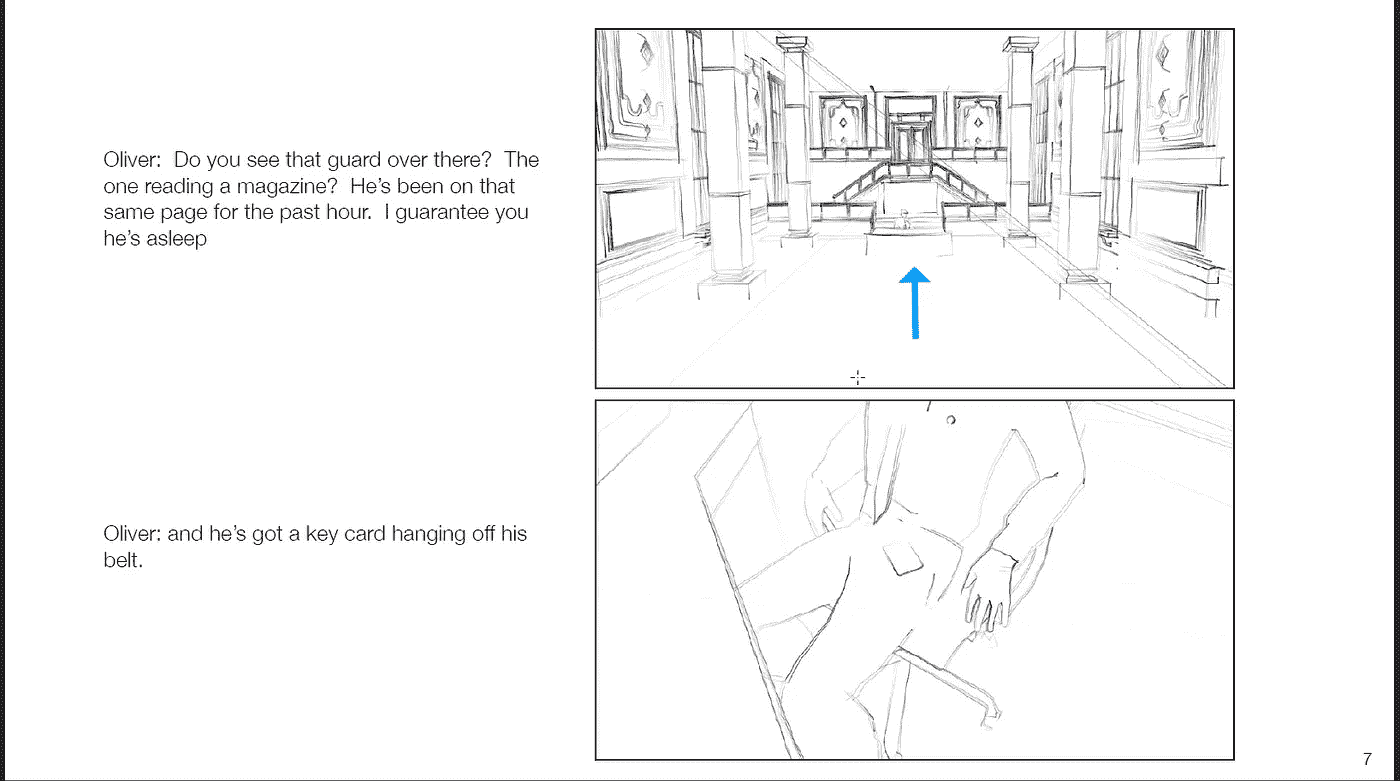 Oliver:  Do you see that guard over there?  The
one reading a magazine?  He's been on that
same page for the past hour.  I guarantee you
he's asleep
Oliver: and he's got a key card hanging off his
belt.
7